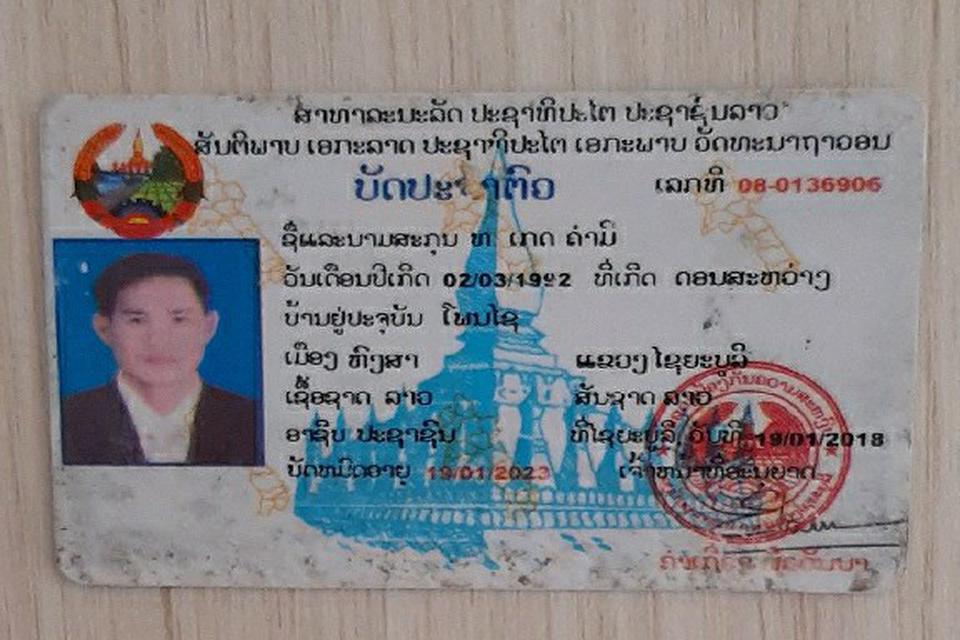 ສາທາລະນະລັດ ປະຊາທິປະໄຕ ປະຊາຊົນລາວ
ສັນຕິພາບ ເອກະລາດ ປະຊາທິປະໄຕ ເອກະພາບ ວັດທະນາຖາວອນ
ບັດປະຈໍາຕົວ
ເລກທີ 08-0136906
ຊື່ແລະນາມສະກຸນ ທ. ເກດ ຄໍາມີ
ວັນເດືອນປີເກີດ 02/03/1992 ທີ່ເກີດ ດອນສະຫວ່າງ
ບ້ານຢູ່ປະຈຸບັນ ໂພນໄຊ
ເມືອງ ຫົງສາ ແຂວງ ໄຊຍະບູລີ
ເຊື້ອຊາດ ລາວ ສັນຊາດ ລາວ
ອາຊີບ ປະຊາຊົນ ທີ່ໄຊຍະບູລີ, ວັນທີ 19/01/2018
ບັດໝົດອາຍຸ 19/01/2023 ເຈົ້າໜ້າທີ່ອະນຸຍາດ